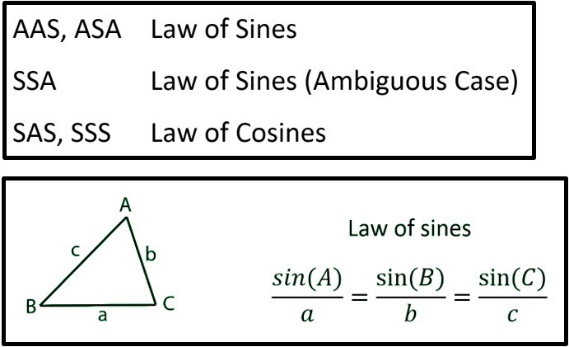 AAS, ASA Law of Sines
SSA Law of Sines (Ambiguous Case)
SAS, SSS Law of Cosines
A
c b
B a C
Law of sines
sin(A)/a = sin(B)/b = sin(C)/c